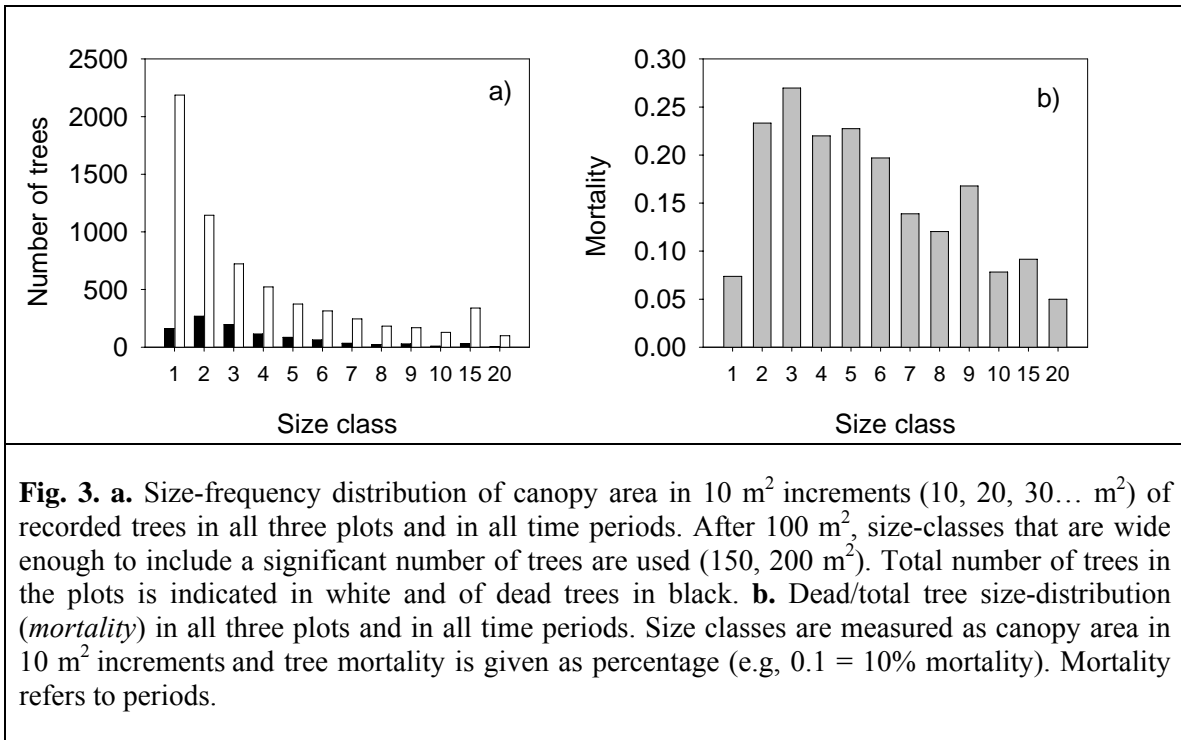 2500
2000
1500
1000
500
0
Number of trees
a)
1 2 3 4 5 6 7 8 9 10 15 20
Size class
0.30
0.25
0.20
0.15
0.10
0.05
0.00
Mortality
b)
1 2 3 4 5 6 7 8 9 10 15 20
Size class
Fig. 3. a. Size-frequency distribution of canopy area in 10 m² increments (10, 20, 30… m²) of
recorded trees in all three plots and in all time periods. After 100 m², size-classes that are wide
enough to include a significant number of trees are used (150, 200 m²). Total number of trees in
the plots is indicated in white and of dead trees in black. b. Dead/total tree size-distribution
(mortality) in all three plots and in all time periods. Size classes are measured as canopy area in
10 m² increments and tree mortality is given as percentage (e.g, 0.1 = 10% mortality). Mortality
refers to periods.